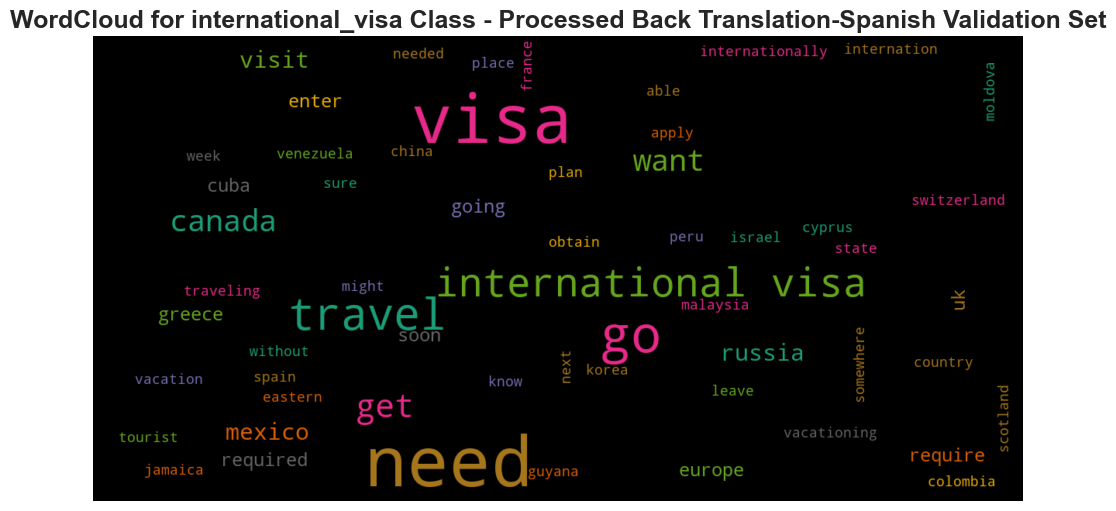 WordCloud for international_visa Class - Processed Back Translation-Spanish Validation Set
visit
needed
place
france
internationally
internation
moldova
enter
visa
able
apply
week
venezuela
china
want
cuba
sure
plan
canada
going
switzerland
obtain
peru
israel
cyprus
state
international visa
traveling
might
travel
malaysia
uk
greece
soon
go
without
russia
somewhere
vacation
spain
know
next
korea
country
eastern
get
leave
scotland
tourist
mexico
need
vacationing
jamaica
required
guyana
europe
require
colombia